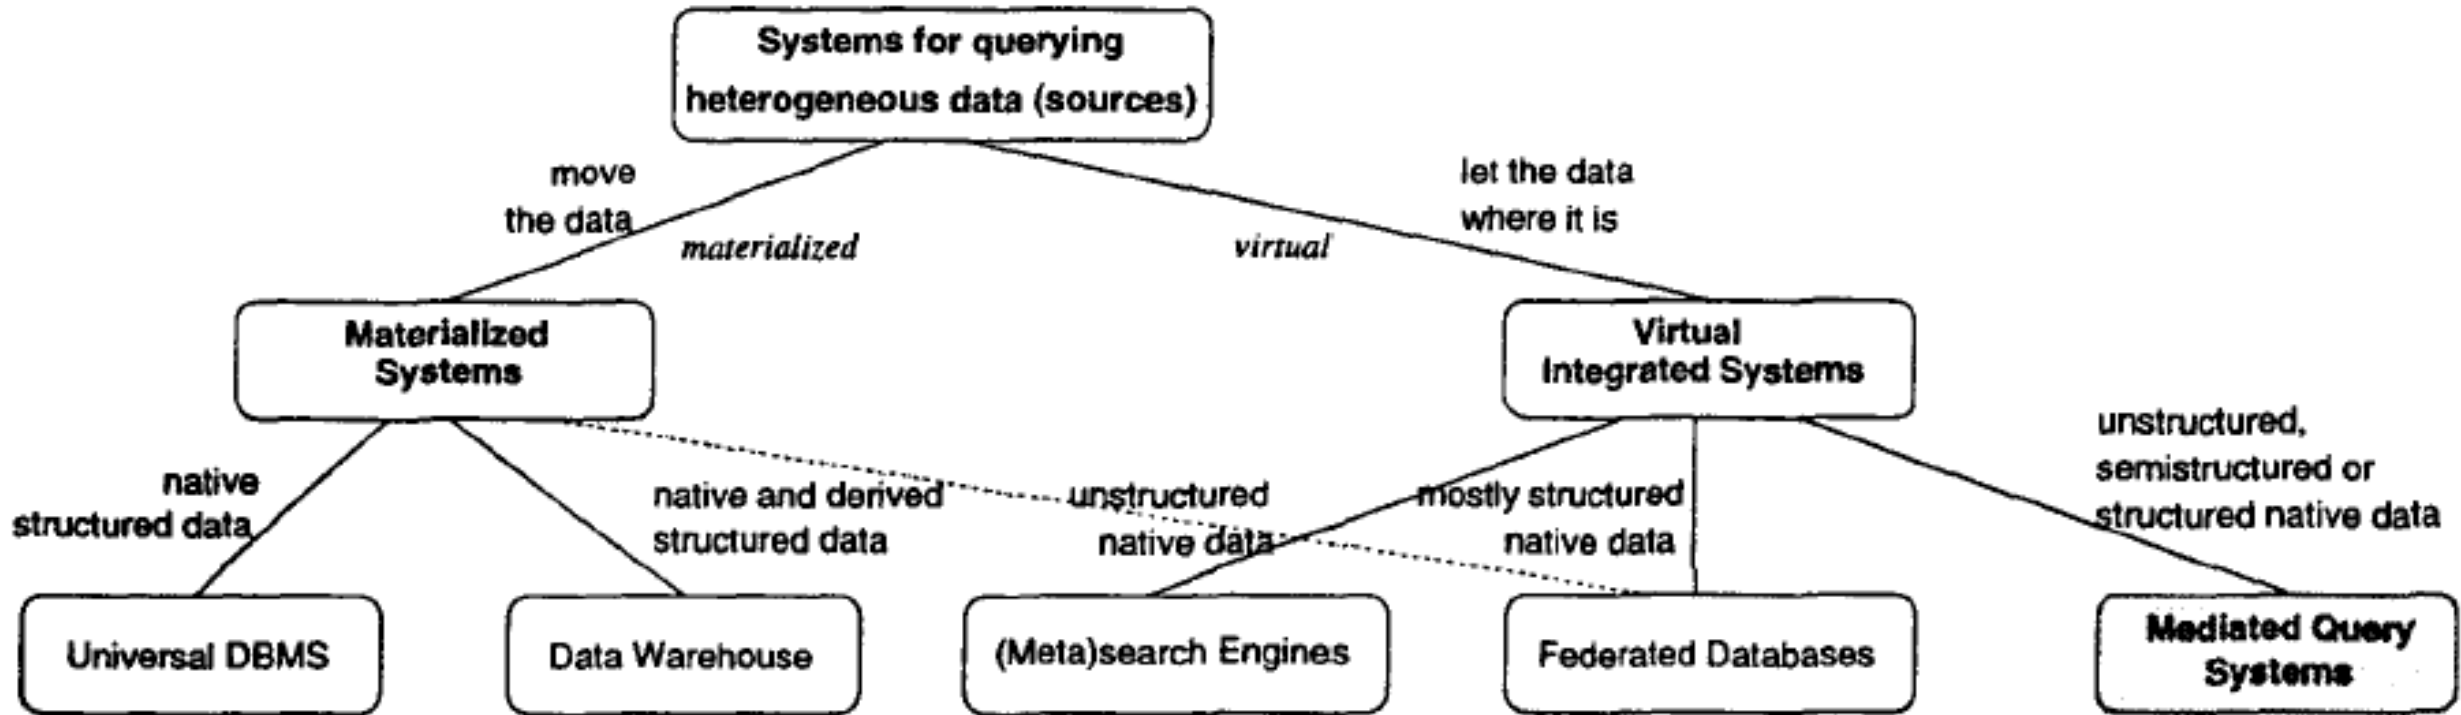 Systems for querying
heterogeneous data (sources)
move
the data
materialized
virtual
let the data
where it is
Materialized
Systems
Virtual
Integrated Systems
native
structured data
native and derived
structured data
unstructured
native data
mostly structured
native data
unstructured,
semistructured or
structured native data
Universal DBMS
Data Warehouse
(Meta)search Engines
Federated Databases
Mediated Query
Systems